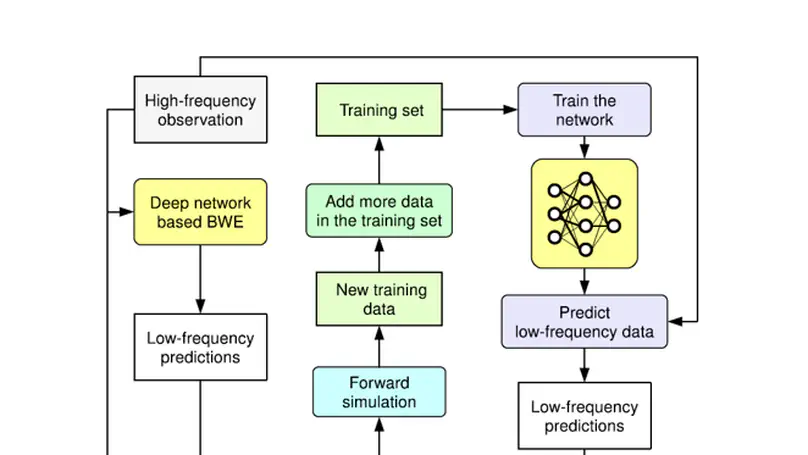 High-frequency
observation
Deep network
based BWE
Low-frequency
predictions
Training set
Add more data
in the training set
New training
data
Forward
simulation
Train the
network
Predict
low-frequency data
Low-frequency
predictions